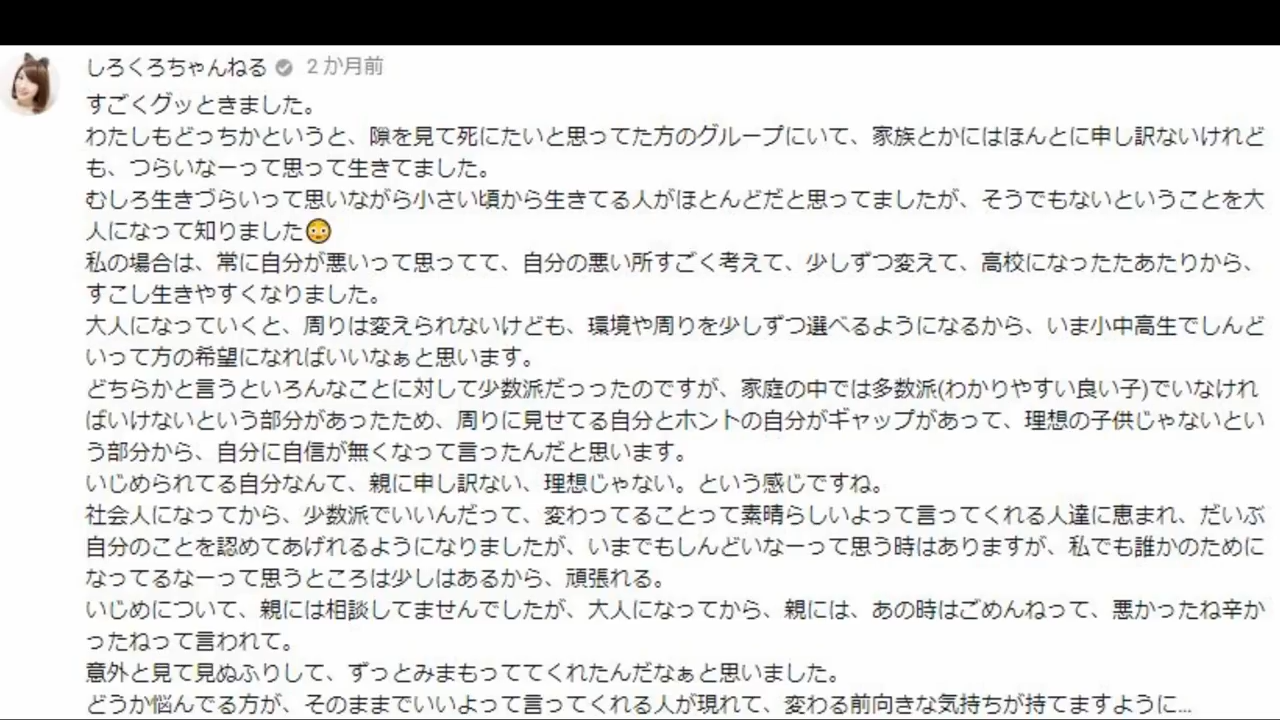 しろくろちゃんねる 2 か月前
すごくグッときました。
わたしもどっちかというと、隙を見て死にたいと思ってた方のグループにいて、家族とかにはほんとに申し訳ないけれど
も、つらいなーって思って生きてました。
むしろ生きづらいって思いながら小さい頃から生きてる人がほとんどだと思ってましたが、そうでもないということを大
人になって知りました😳
私の場合は、常に自分が悪いって思ってて、自分の悪い所すごく考えて、少しずつ変えて、高校になったたあたりから、
すこし生きやすくなりました。
大人になっていくと、周りは変えられないけども、環境や周りを少しずつ選べるようになるから、いま小中高生でしんど
いって方の希望になればいいなぁと思います。
どちらかと言うといろんなことに対して少数派だっったのですが、家庭の中では多数派(わかりやすい良い子)でいなけれ
ばいけないという部分があったため、周りに見せてる自分とホントの自分がギャップがあって、理想の子供じゃないとい
う部分から、自分に自信が無くなって言ったんだと思います。
いじめられてる自分なんて、親に申し訳ない、理想じゃない。という感じですね。
社会人になってから、少数派でいいんだって、変わってることって素晴らしいよって言ってくれる人達に恵まれ、だいぶ
自分のことを認めてあげれるようになりましたが、いまでもしんどいなーって思う時はありますが、私でも誰かのために
なってるなーって思うところは少しはあるから、頑張れる。
いじめについて、親には相談してませんでしたが、大人になってから、親には、あの時はごめんねって、悪かったね辛か
ったねって言われて。
意外と見て見ぬふりして、ずっとみまもっててくれたんだなぁと思いました。
どうか悩んでる方が、そのままでいいよって言ってくれる人が現れて、変わる前向きな気持ちが持てますように...